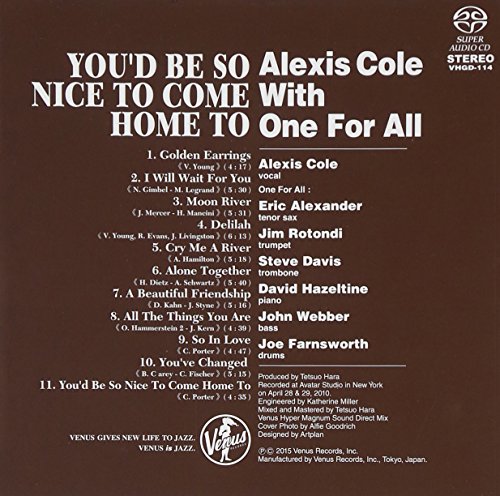 YOU'D BE SO
NICE TO COME
HOME TO
Alexis Cole
With
One For All
SUPER
AUDIO CD
STEREO
VHGD-114
1. Golden Earrings
《 V. Young 》 ( 4 : 17 )
2. I Will Wait For You
《 N. Gimbel - M. Legrand 》 ( 5 : 30 )
3. Moon River
《 J. Mercer - H. Mancini 》 ( 5 : 31 )
4. Delilah
《 V. Young, R. Evans, J. Livingston 》 ( 6 : 13 )
5. Cry Me A River
《 A. Hamilton 》 ( 5 : 18 )
6. Alone Together
《 H. Dietz - A. Schwartz 》 ( 5 : 40 )
7. A Beautiful Friendship
《 D. Kahn - J. Styne 》 ( 5 : 16 )
8. All The Things You Are
《 O. Hammerstein 2 - J. Kern 》 ( 4 : 39 )
9. So In Love
《 C. Porter 》 ( 4 : 47 )
10. You've Changed
《 B. C arey - C. Fischer 》 ( 5 : 15 )
11. You'd Be So Nice To Come Home To
《 C. Porter 》 ( 4 : 35 )
Alexis Cole
vocal
One For All :
Eric Alexander
tenor sax
Jim Rotondi
trumpet
Steve Davis
trombone
David Hazeltine
piano
John Webber
bass
Joe Farnsworth
drums
Produced by Tetsuo Hara
Recorded at Avatar Studio in New York
on April 28 & 29, 2010.
Engineered by Katherine Miller
Mixed and Mastered by Tetsuo Hara
Venus Hyper Magnum Sound Direct Mix
Cover Photo by Alfie Goodrich
Designed by Artplan
VENUS GIVES NEW LIFE TO JAZZ.
VENUS is JAZZ.
Venus
RECORDS
Ⓟ © 2015 Venus Records, Inc.
Manufactured by Venus Records, Inc., Tokyo, Japan.